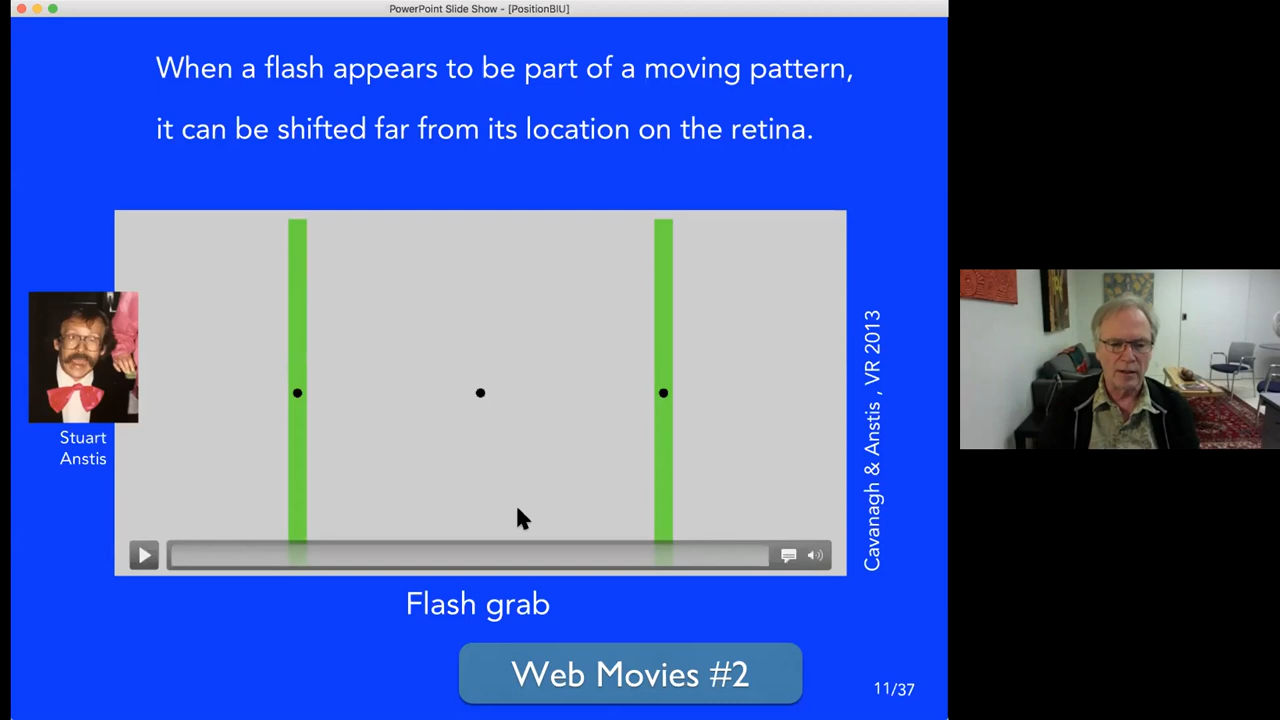 PowerPoint Slide Show - [PositionBIU]
When a flash appears to be part of a moving pattern,
it can be shifted far from its location on the retina.
Stuart
Anstis
Cavanagh & Anstis , VR 2013
Flash grab
Web Movies #2
11/37